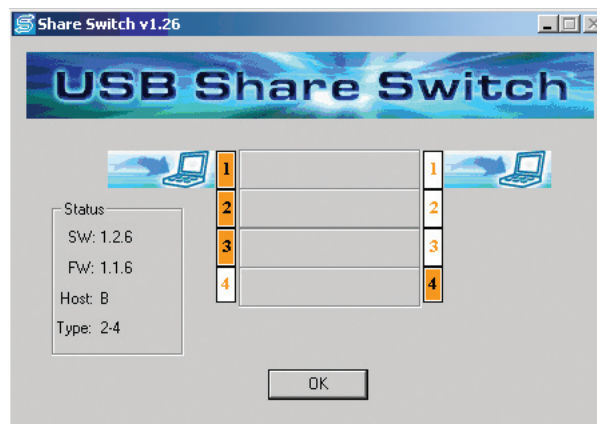 Share Switch v1.26
USB Share Switch
1 1
2 2
3 3
4 4
Status
SW: 1.2.6
FW: 1.1.6
Host: B
Type: 2-4
OK